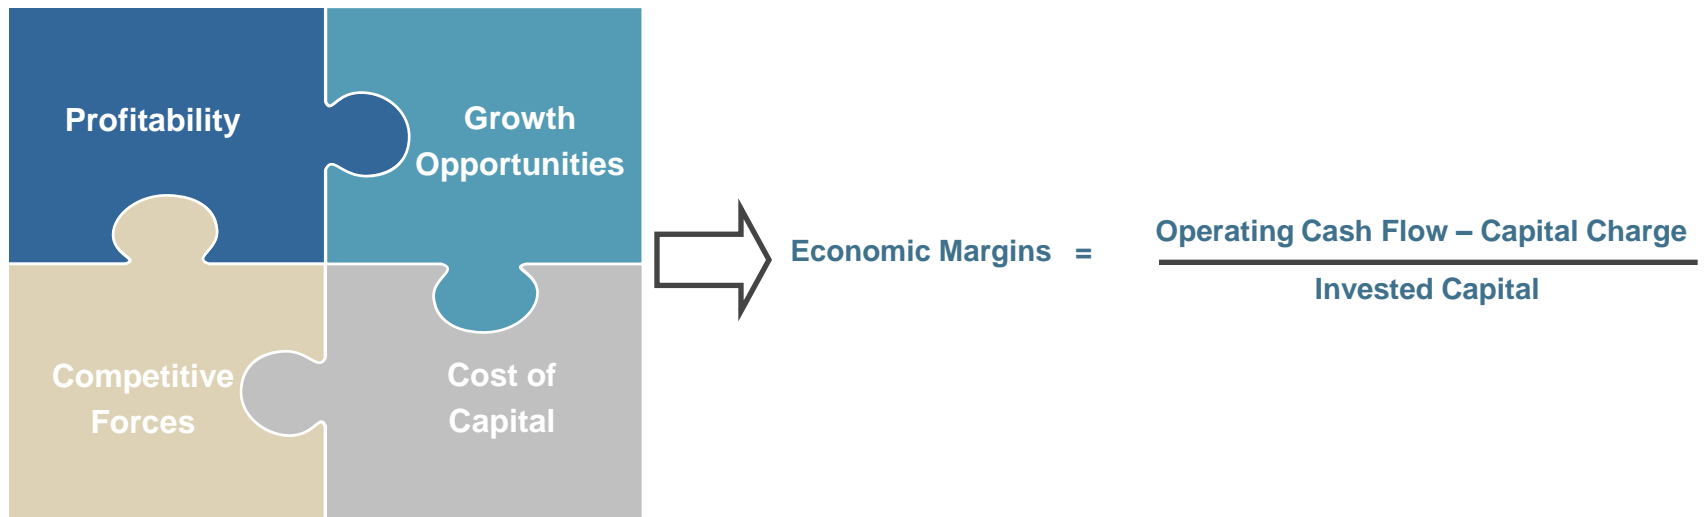 Profitability
Growth
Opportunities
Competitive
Forces
Cost of
Capital
Economic Margins =
Operating Cash Flow – Capital Charge
Invested Capital